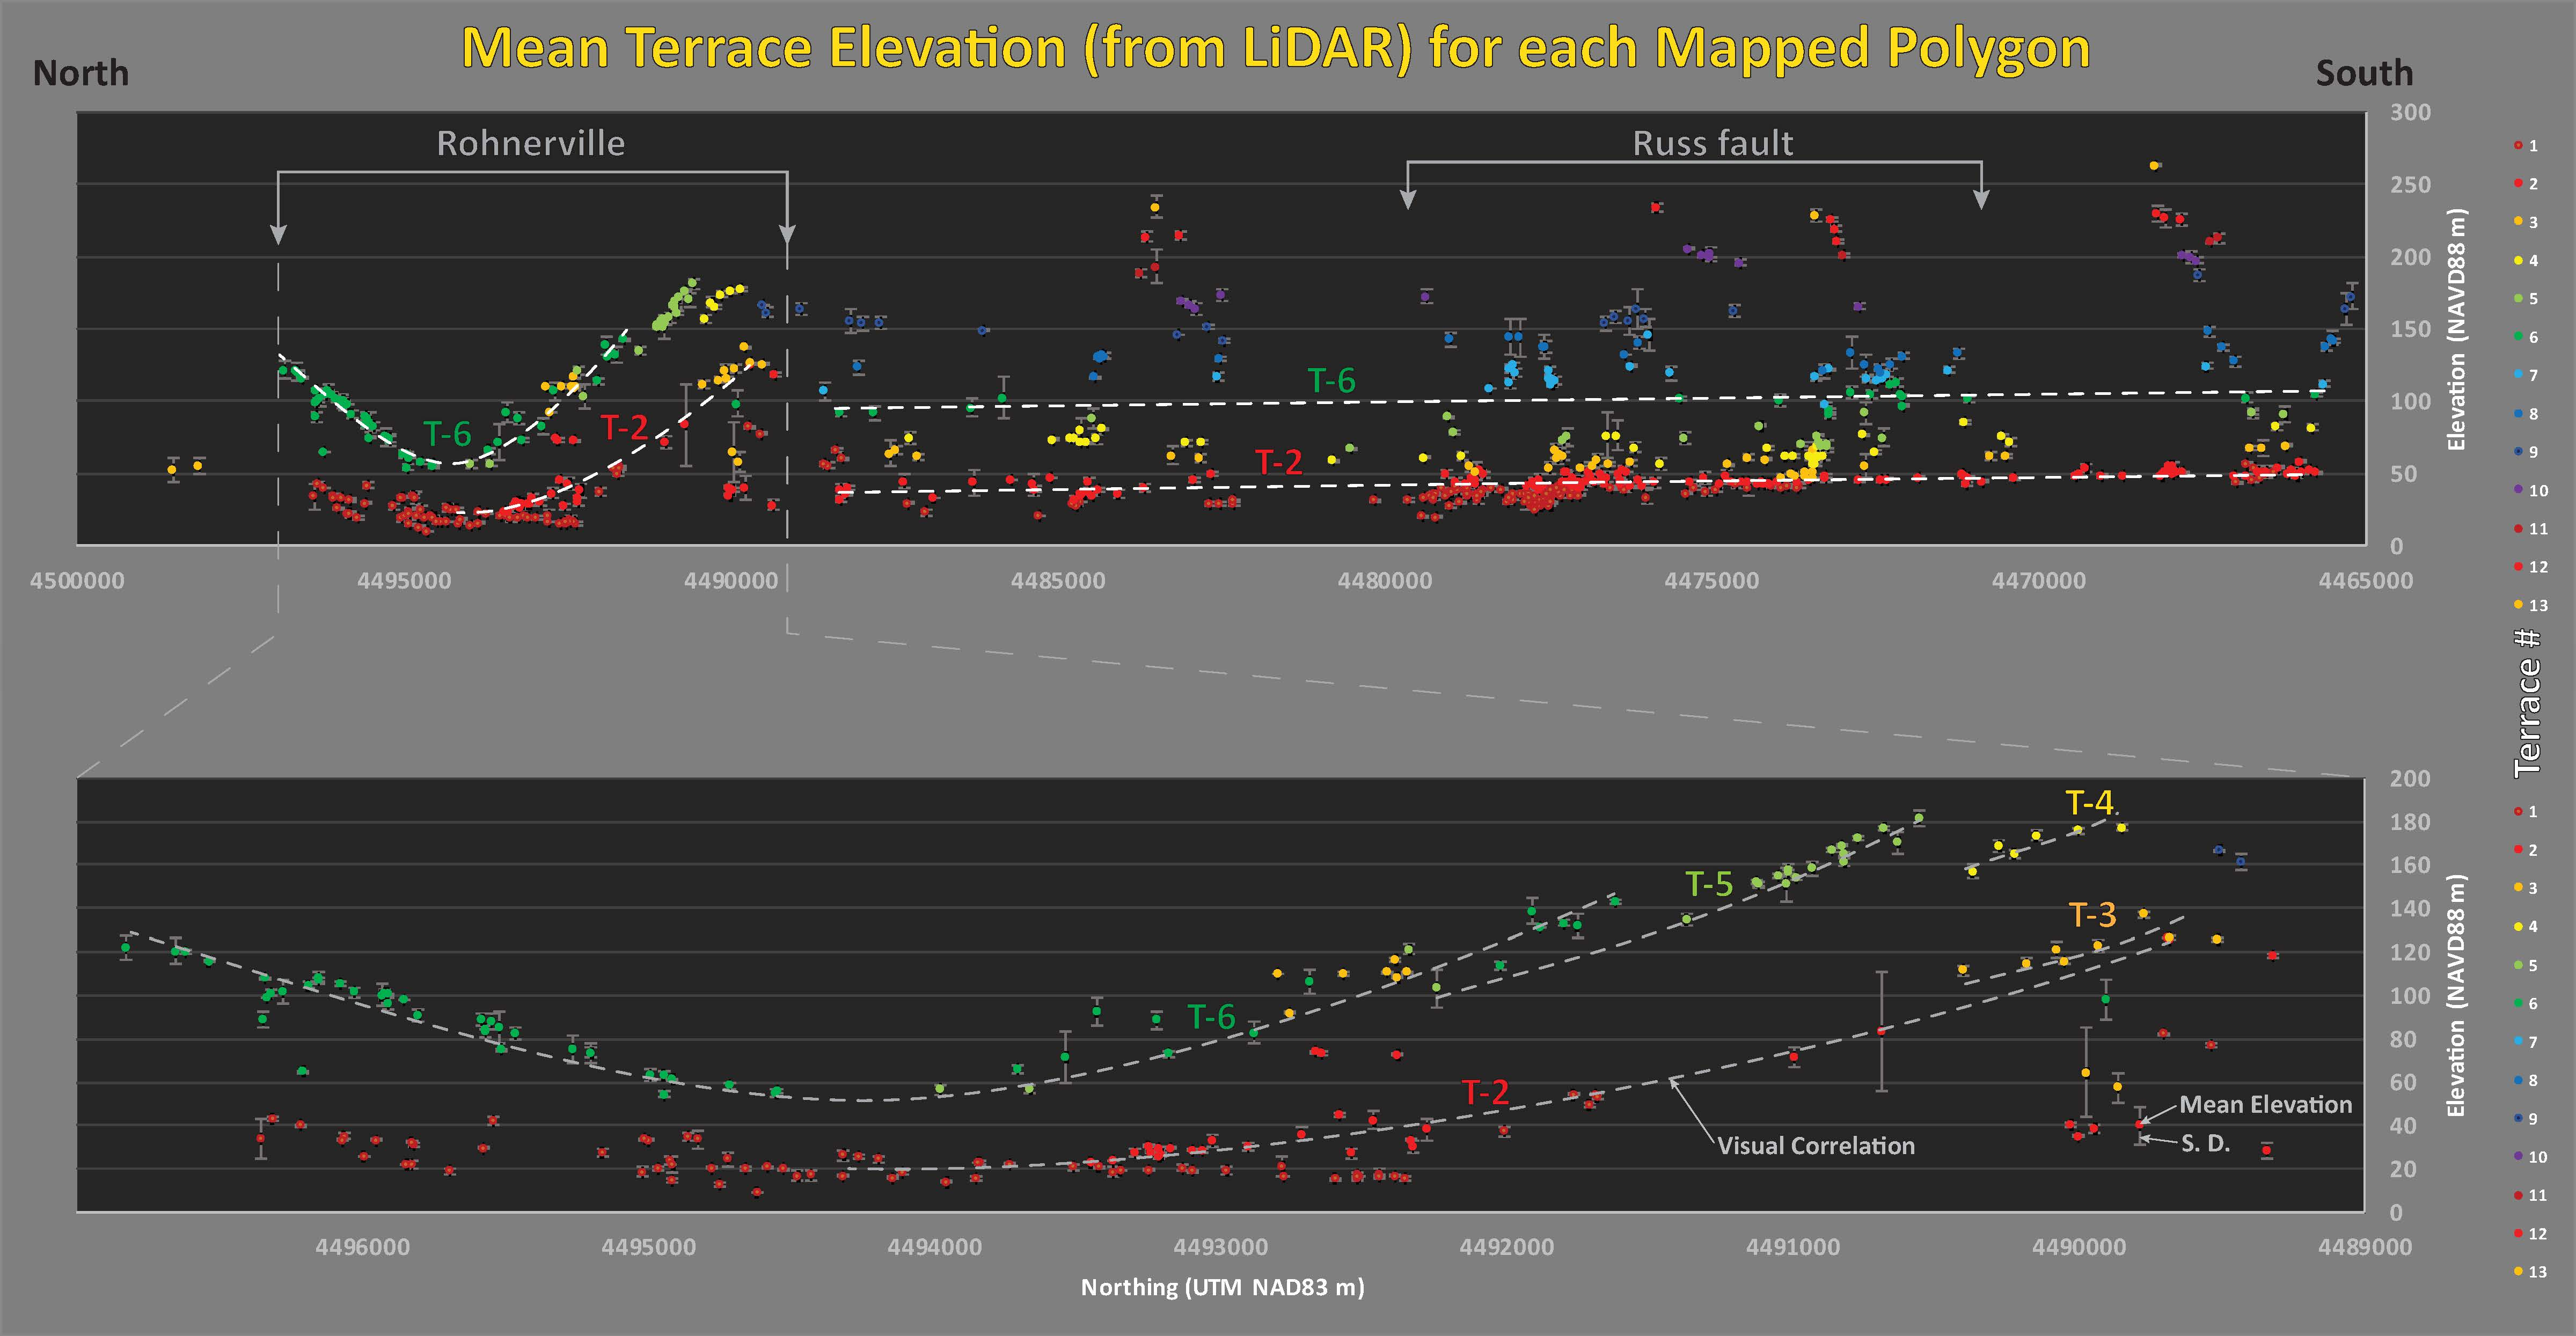 Mean Terrace Elevation (from LiDAR) for each Mapped Polygon
North
South
Rohnerville
Russ fault
T-6
T-2
T-6
T-2
300
250
200
150
100
50
0
Elevation (NAVD88 m)
4500000 4495000 4490000 4485000 4480000 4475000 4470000 4465000
1
2
3
4
5
6
7
8
9
10
11
12
13
Terrace #
T-4
T-5
T-3
T-6
T-2
Visual Correlation
Mean Elevation
S. D.
200
180
160
140
120
100
80
60
40
20
0
Elevation (NAVD88 m)
4496000 4495000 4494000 4493000 4492000 4491000 4490000 4489000
Northing (UTM NAD83 m)
1
2
3
4
5
6
7
8
9
10
11
12
13